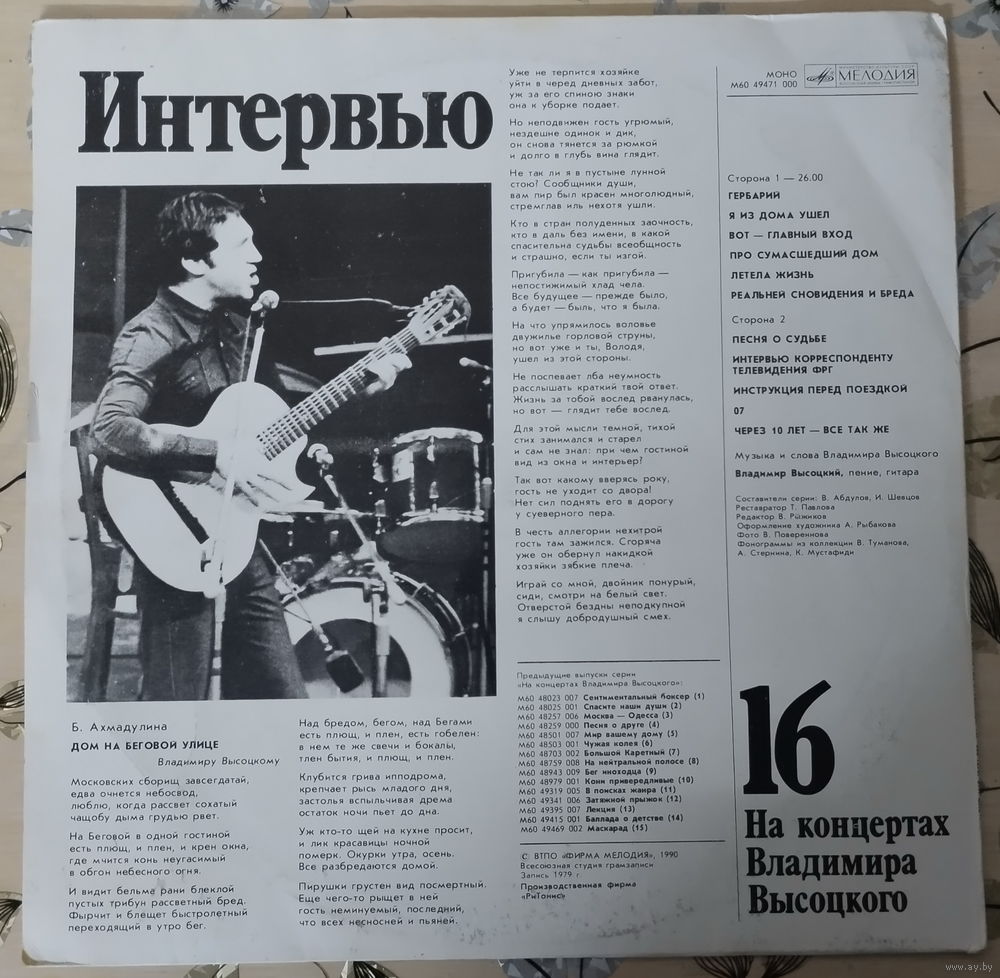 Интервью
Б. Ахмадулина
ДОМ НА БЕГОВОЙ УЛИЦЕ
Владимиру Высоцкому
Московских сборищ завсегдатай,
едва очнется небосвод,
люблю, когда рассвет сохатый
чащобу дыма грудью рвет.
На Беговой в одной гостиной
есть плющ, и плен, и крен окна,
где мчится конь неугасимый
в обгон небесного огня.
И видит бельма рани блеклой
пустых трибун рассветный бред.
Фырчит и блещет быстролетный
переходящий в утро бег.
Над бредом, бегом, над Бегами
есть плющ, и плен, есть гобелен:
в нем те же свечи и бокалы,
тлен бытия, и плющ, и плен.
Клубится грива ипподрома,
крепчает рысь младого дня,
застолья вспыльчивая дрема
остаток ночи пьет до дна.
Уж кто-то щей на кухне просит,
и лик красавицы ночной
померк. Окурки утра, осень.
Все разбредаются домой.
Пирушки грустен вид посмертный.
Еще чего-то рыщет в ней
гость неминуемый, последний,
что всех несносней и пьяней.
Уже не терпится хозяйке
уйти в черед дневных забот,
уж за его спиною знаки
она к уборке подает.
Но неподвижен гость угрюмый,
нездешне одинок и дик,
он снова тянется за рюмкой
и долго в глубь вина глядит.
Не так ли я в пустыне лунной
стою? Сообщники души,
вам пир был красен многолюдный,
стремглав иль нехотя ушли.
Кто в стран полуденных заочность,
кто в даль без имени, в какой
спасительна судьбы всеобщность
и страшно, если ты изгой.
Пригубила — как пригубила —
непостижимый хлад чела.
Все будущее — прежде было,
а будет — быль, что я была.
На что упрямилось воловье
двужилье горловой струны,
но вот уже и ты, Володя,
ушел из этой стороны.
Не поспевает лба неумность
расслышать краткий твой ответ.
Жизнь за тобой вослед рванулась,
но вот — глядит тебе вослед.
Для этой мысли темной, тихой
стих занимался и старел
и сам не знал: при чем гостиной
вид из окна и интерьер?
Так вот какому вверясь року,
гость не уходит со двора!
Нет сил поднять его в дорогу
у суеверного пера.
В честь аллегории нехитрой
гость там зажился. Сгоряча
уже он обернул накидкой
хозяйки зябкие плеча.
Играй со мной, двойник понурый,
сиди, смотри на белый свет.
Отверстой бездны неподкупной
я слышу добродушный смех.
Предыдущие выпуски серии
«На концертах Владимира Высоцкого»:
М60 48023 007 Сентиментальный боксер (1)
М60 48025 001 Спасите наши души (2)
М60 48257 006 Москва — Одесса (3)
М60 48259 000 Песня о друге (4)
М60 48501 007 Мир вашему дому (5)
М60 48503 001 Чужая колея (6)
М60 48703 002 Большой Каретный (7)
М60 48759 008 На нейтральной полосе (8)
М60 48943 009 Бег иноходца (9)
М60 48979 001 Кони привередливые (10)
М60 49319 005 В поисках жанра (11)
М60 49341 006 Затяжной прыжок (12)
М60 49395 007 Лекция (13)
М60 49415 001 Баллада о детстве (14)
М60 49469 002 Маскарад (15)
С: ВТПО «ФИРМА МЕЛОДИЯ», 1990
Всесоюзная студия грамзаписи
Запись 1979 г.
Производственная фирма
«РиТонис»
МОНО
М60 49471 000
МЕЛОДИЯ
Сторона 1 — 26.00
ГЕРБАРИЙ
Я ИЗ ДОМА УШЕЛ
ВОТ — ГЛАВНЫЙ ВХОД
ПРО СУМАСШЕДШИЙ ДОМ
ЛЕТЕЛА ЖИЗНЬ
РЕАЛЬНЕЙ СНОВИДЕНИЯ И БРЕДА
Сторона 2
ПЕСНЯ О СУДЬБЕ
ИНТЕРВЬЮ КОРРЕСПОНДЕНТУ
ТЕЛЕВИДЕНИЯ ФРГ
ИНСТРУКЦИЯ ПЕРЕД ПОЕЗДКОЙ
07
ЧЕРЕЗ 10 ЛЕТ — ВСЕ ТАК ЖЕ
Музыка и слова Владимира Высоцкого
Владимир Высоцкий, пение, гитара
Составители серии: В. Абдулов, И. Шевцов
Реставратор Т. Павлова
Редактор В. Рыжиков
Оформление художника А. Рыбакова
Фото В. Поверенновa
Фонограммы из коллекции В. Туманова,
А. Стернина, К. Мустафиди
16
На концертах
Владимира
Высоцкого
www.ay.by